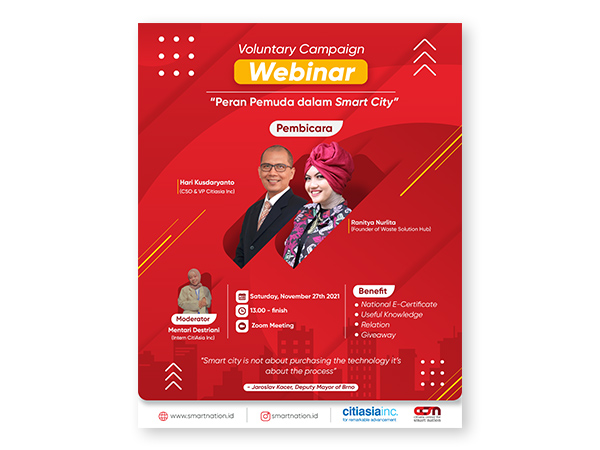 Voluntary Campaign
Webinar
"Peran Pemuda dalam Smart City"
Pembicara
Hari Kusdaryanto
(CSO & VP Citiasia Inc)
Ranitya Nurlita
(Founder of Waste Solution Hub)
Moderator
Mentari Destriani
(Intern CitiAsia Inc)
Saturday, November 27th 2021
13.00 - finish
Zoom Meeting
Benefit
National E-Certificate
Useful Knowledge
Relation
Giveaway
"Smart city is not about purchasing the technology it's
about the process"
- Jaroslav Kacer, Deputy Mayor of Brno
www.smartnation.id
smartnation.id
citiasiainc.
for remarkable advancement